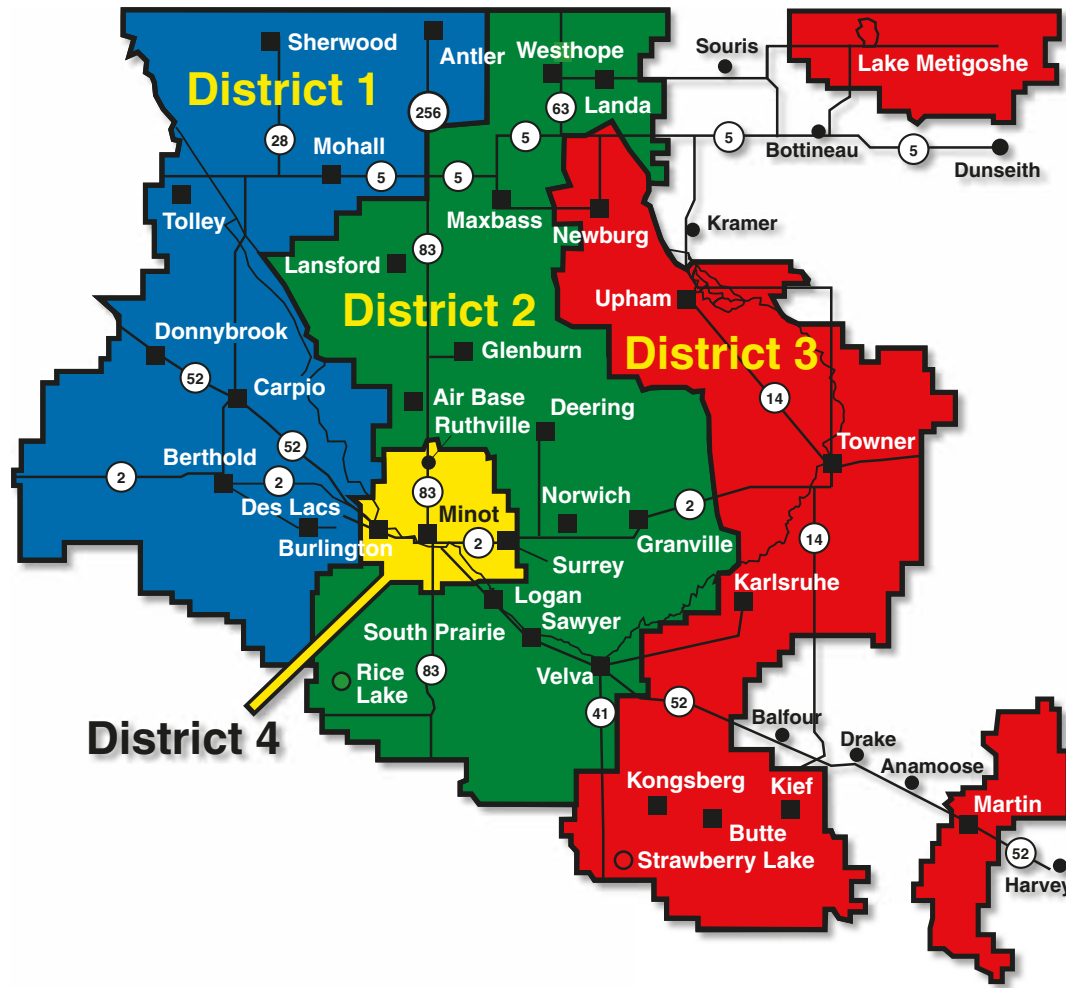 Sherwood
Antler
Westhope
Souris
Lake Metigoshe
District 1
Landa
256
63
28
5
5
5
5
5
Mohall
Bottineau
Dunseith
Tolley
Maxbass
Newburg
Kramer
83
Lansford
Upham
District 2
District 3
Donnybrook
Glenburn
52
Carpio
14
Air Base
Ruthville
Deering
52
Towner
Berthold
2
2
83
Norwich
2
Des Lacs
Minot
Burlington
2
Granville
14
Surrey
Karlsruhe
Logan
South Prairie
Sawyer
83
Rice
Lake
Velva
41
52
Balfour
District 4
Drake
Anamoose
Kongsberg
Kief
Martin
Butte
Strawberry Lake
52
Harvey